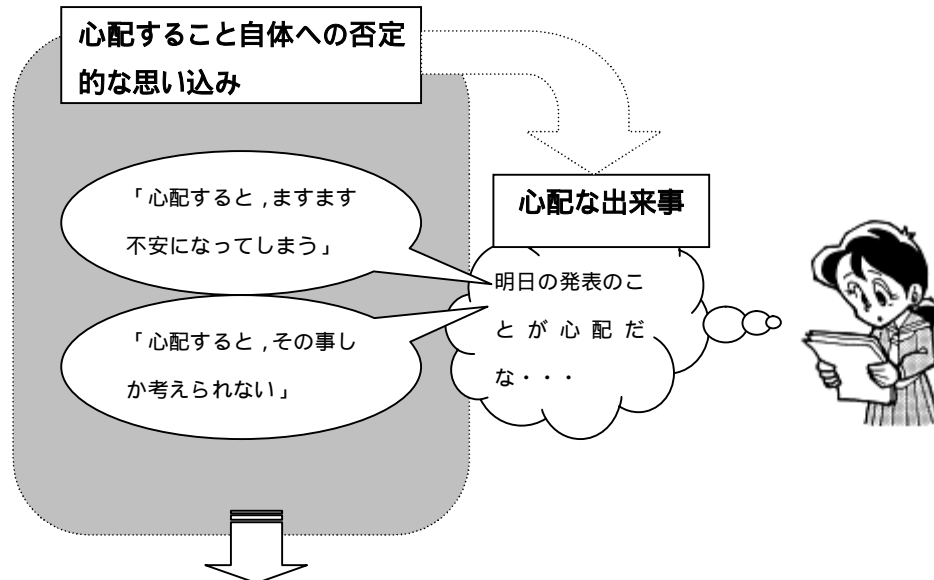 心配すること自体への否定
的な思い込み
「心配すると,ますます
不安になってしまう」
「心配すると,その事し
か考えられない」
心配な出来事
明日の発表のこ
とが心配だ
な・・・